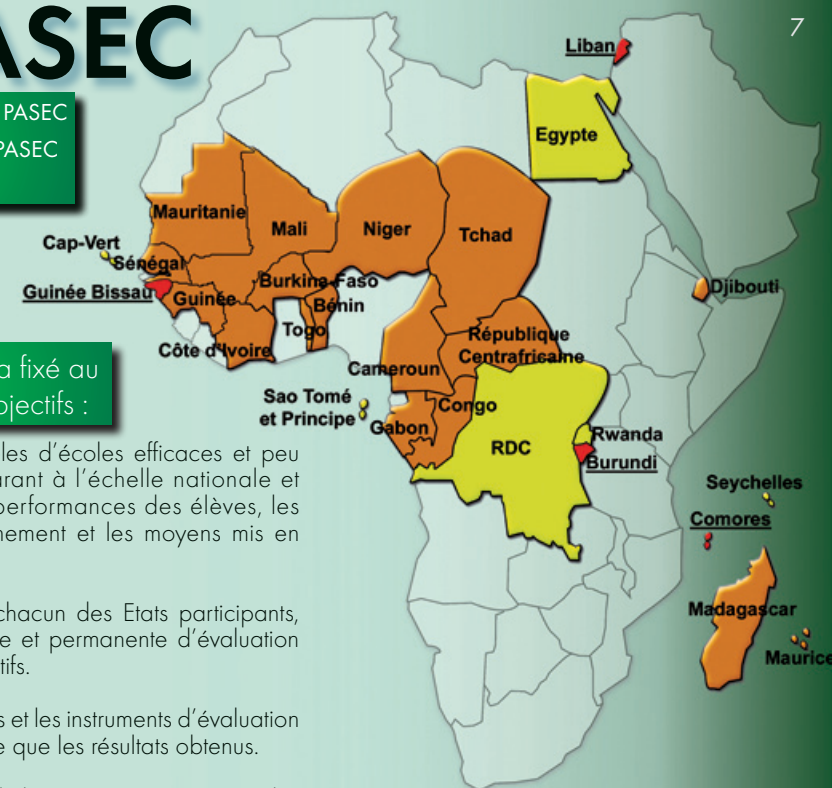 ASEC
7
PASEC
PASEC
Liban
Egypte
Mauritanie
Mali
Niger
Tchad
Cap-Vert
Sénégal
Guinée Bissau
Guinée
Burkina-Faso
Bénin
Togo
Côte d'Ivoire
Djibouti
République
Centrafricaine
Cameroun
Sao Tomé
et Principe
Gabon
Congo
RDC
Rwanda
Burundi
Seychelles
Comores
Madagascar
Maurice
a fixé au
bjectifs :
les d'écoles efficaces et peu
arant à l'échelle nationale et
performances des élèves, les
nement et les moyens mis en
chacun des Etats participants,
e et permanente d'évaluation
tifs.
s et les instruments d'évaluation
e que les résultats obtenus.